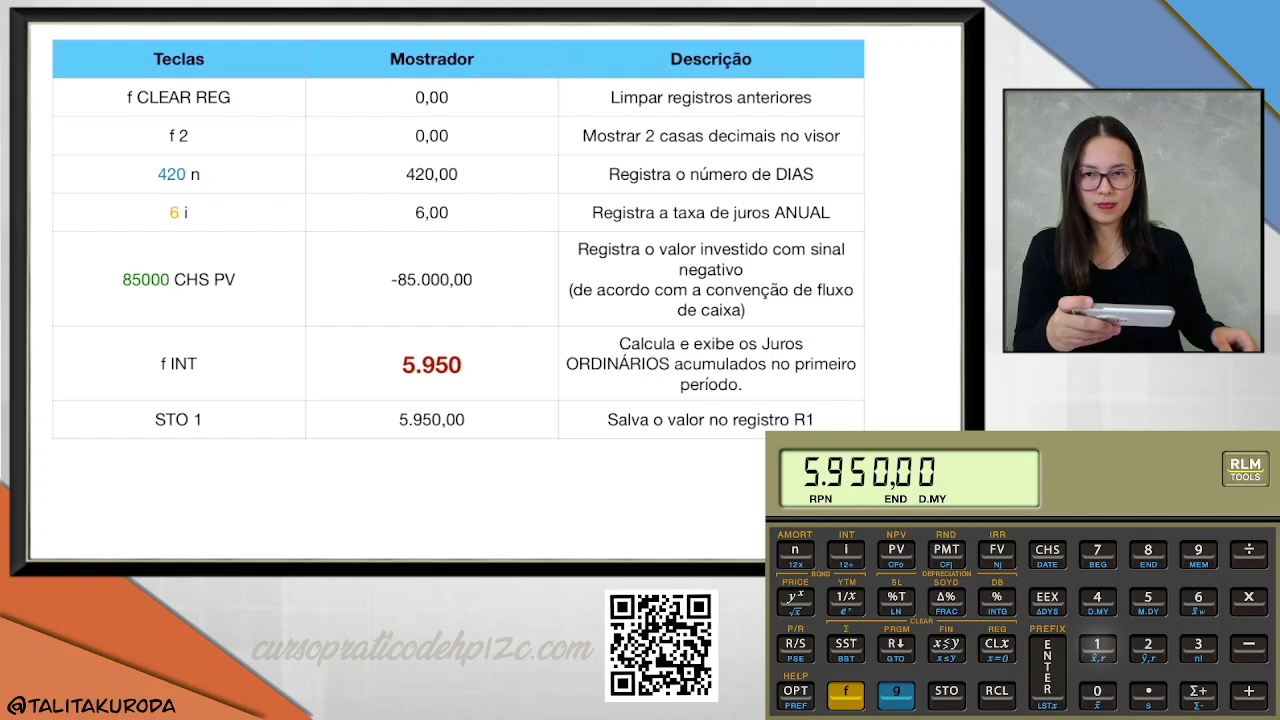 Teclas Mostrador Descrição
f CLEAR REG 0,00 Limpar registros anteriores
f 2 0,00 Mostrar 2 casas decimais no visor
420 n 420,00 Registra o número de DIAS
6 i 6,00 Registra a taxa de juros ANUAL
85000 CHS PV -85.000,00 Registra o valor investido com sinal
negativo
(de acordo com a convenção de fluxo
de caixa)
f INT 5.950 Calcula e exibe os Juros
ORDINÁRIOS acumulados no primeiro
período.
STO 1 5.950,00 Salva o valor no registro R1
5.950,00
RPN END D.MY
RLM
TOOLS
AMORT INT NPV RND IRR
n i PV PMT FV CHS 7 8 9 ÷
12x 12÷ CFo CFj Nj DATE BEG END MEM
BOND DEPRECIATION
PRICE YTM SL SOYD DB
yˣ 1/x %T Δ% % EEX 4 5 6 X
√x eˣ LN FRAC INTG ΔDYS D.MY M.DY x̄w
CLEAR
P/R Σ PRGM FIN REG PREFIX
R/S SST R↓ x≷y CLx ENTER 1 2 3 −
PSE BST GTO x≤y x=0 x̂,r ŷ,r n!
HELP
OPT f g STO RCL 0 • Σ+ +
PREF LSTx x̄ s Σ-
cursopraticodehp12c.com
@TALITAKURODA